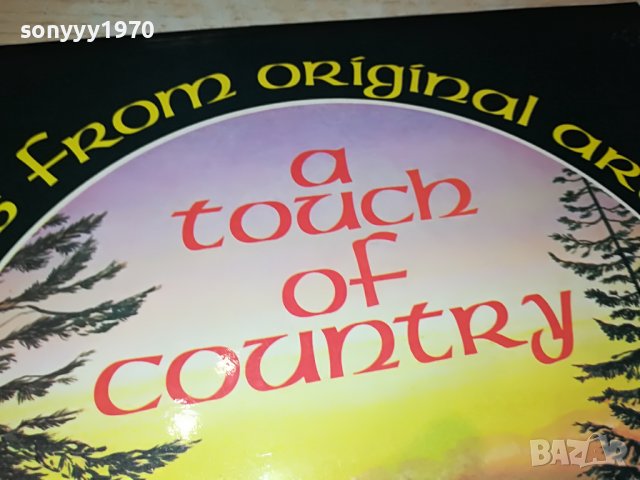 sonyyy1970
from original
a
touch
of
country
BAZAR